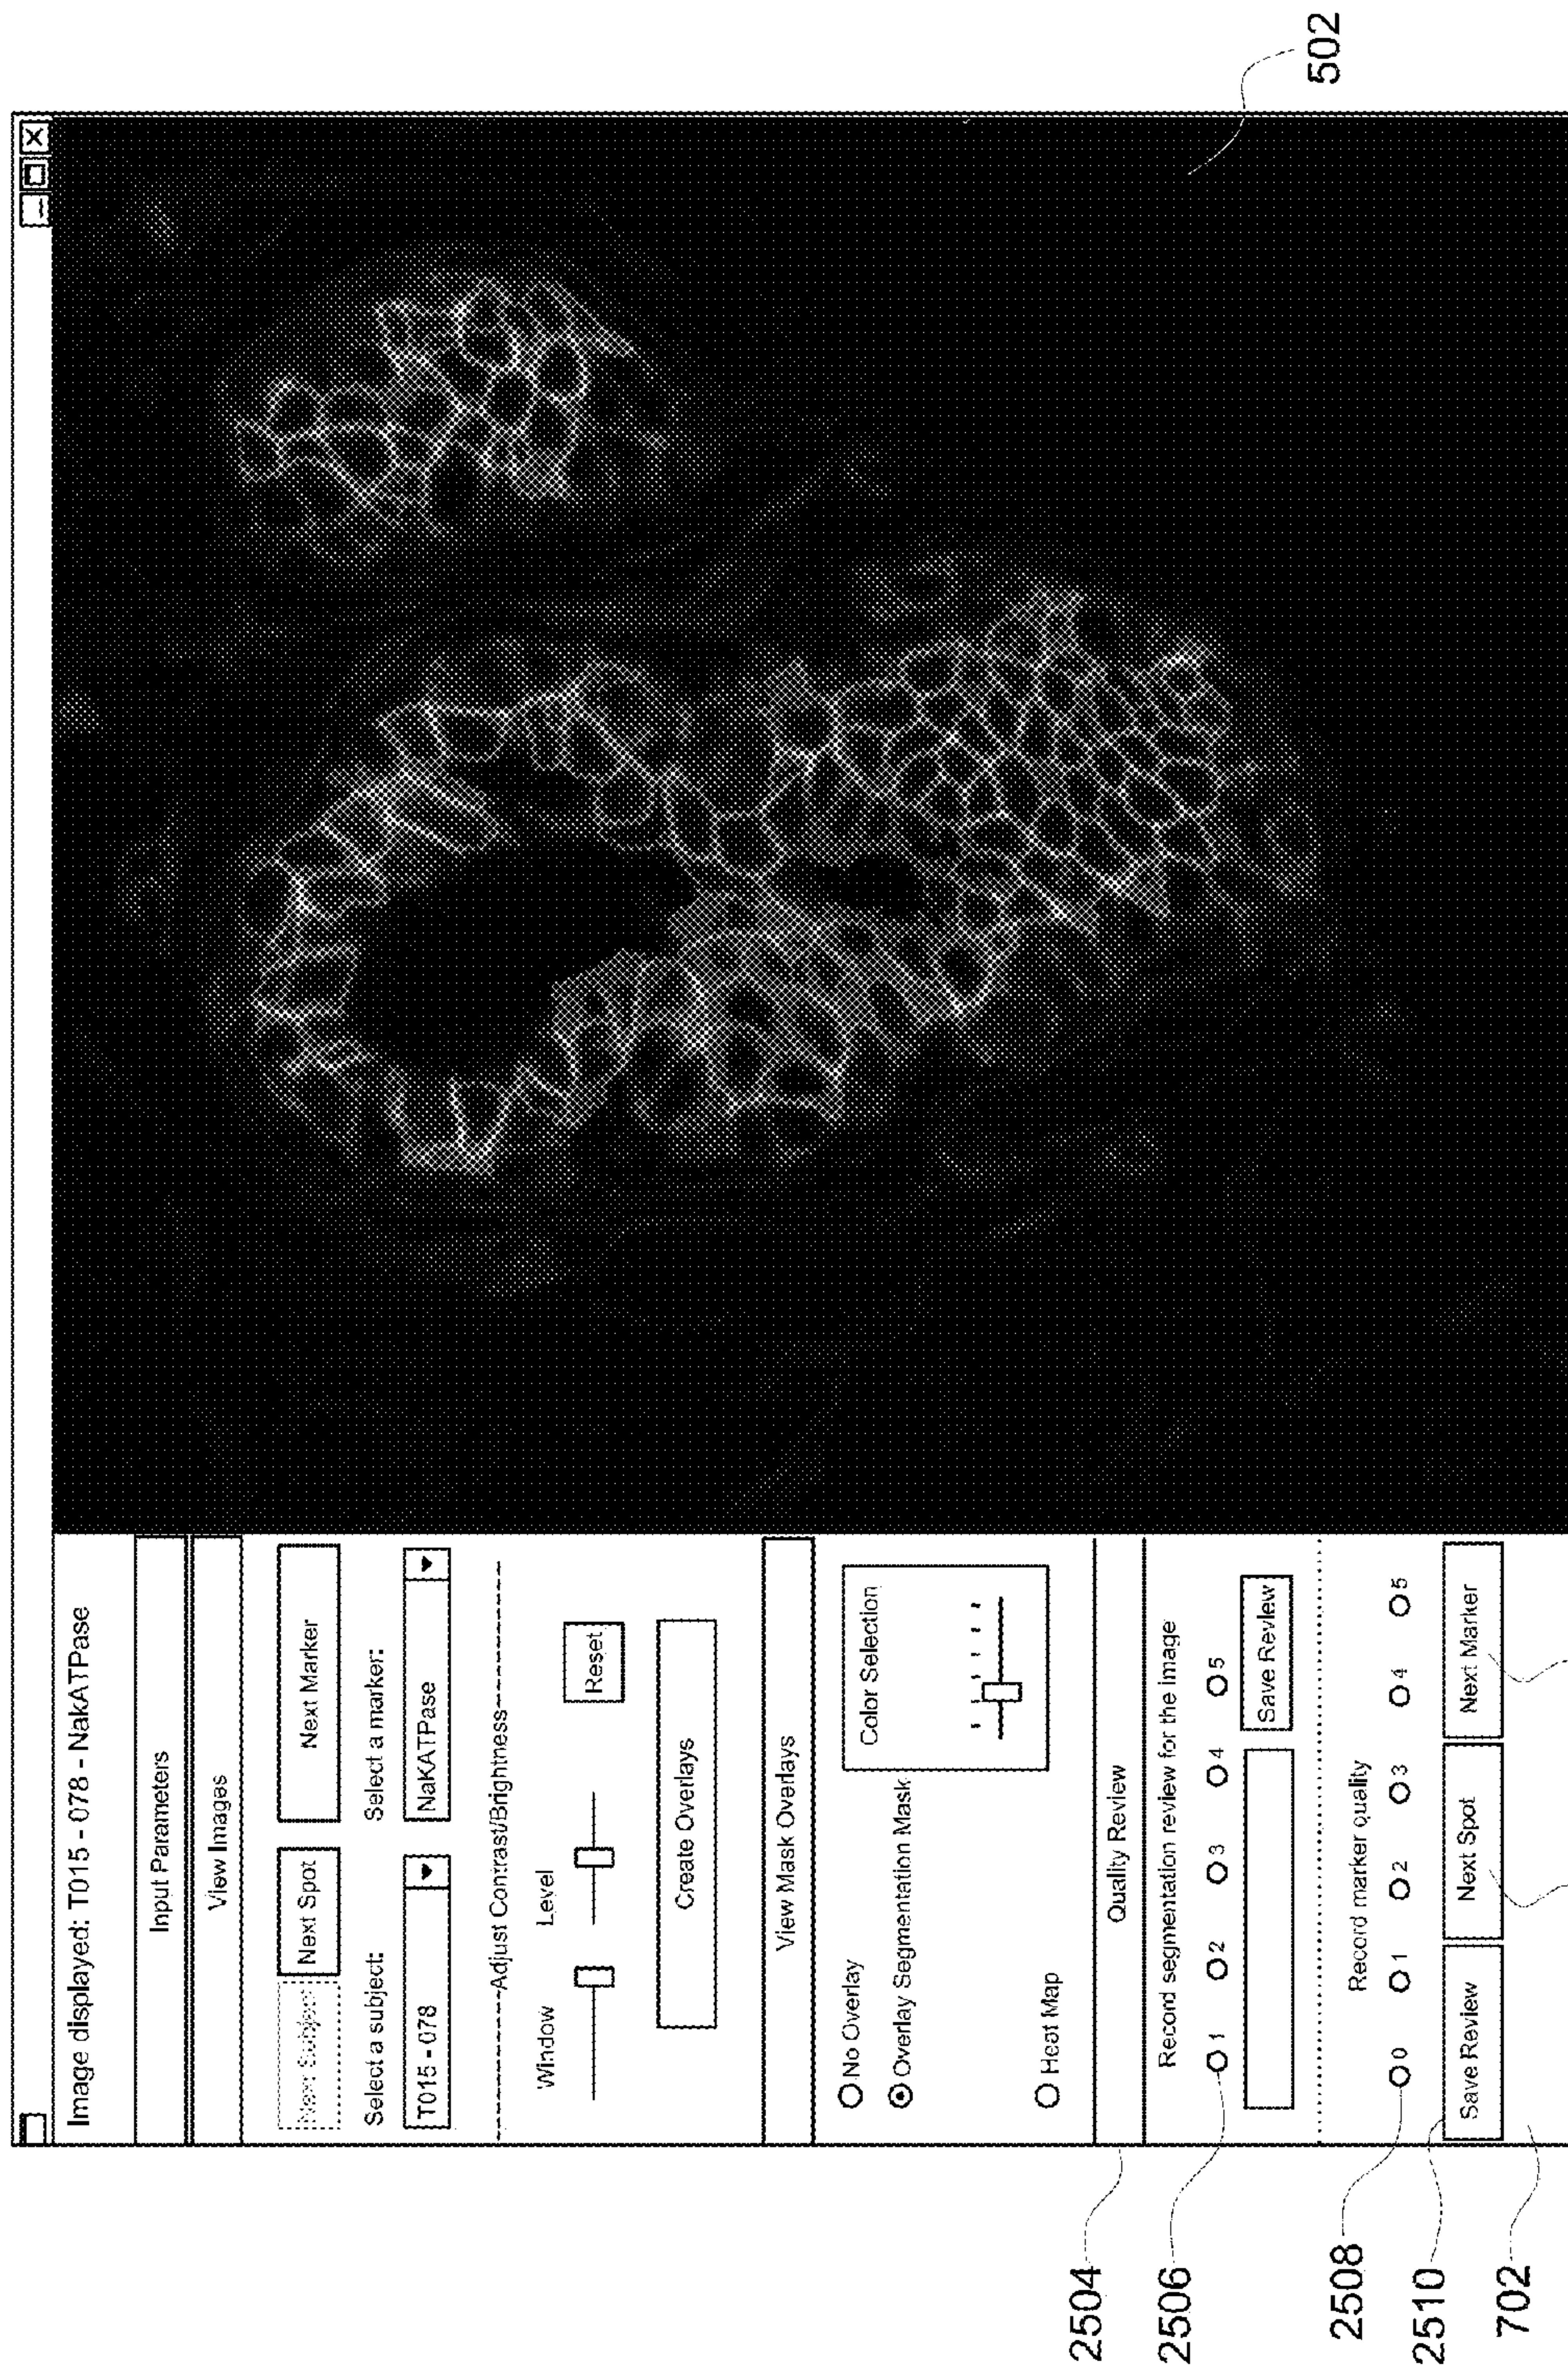 Image displayed: T015 - 078 - NakATPase
Input Parameters
View Images
Next Subject Next Spot Next Marker
Select a subject: Select a marker:
T015 - 078 NaKATPase
Adjust Contrast/Brightness
Window Level
Reset
Create Overlays
View Mask Overlays
No Overlay
Color Selection
Overlay Segmentation Mask
Heat Map
Quality Review
Record segmentation review for the image
1 2 3 4 5
Save Review
Record marker quality
0 1 2 3 4 5
Save Review Next Spot Next Marker
502
2504
2506
2508
2510
702